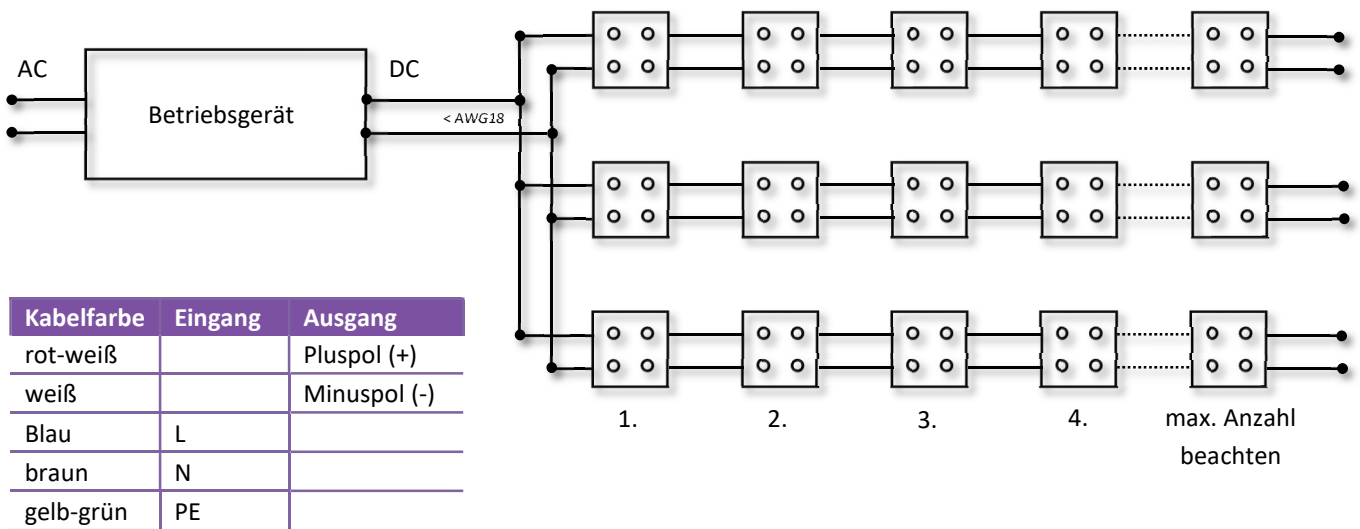 AC
DC
Betriebsgerät
< AWG18
Kabelfarbe Eingang Ausgang
rot-weiß Pluspol (+)
weiß Minuspol (-)
Blau L
braun N
gelb-grün PE
1. 2. 3. 4. max. Anzahl
beachten